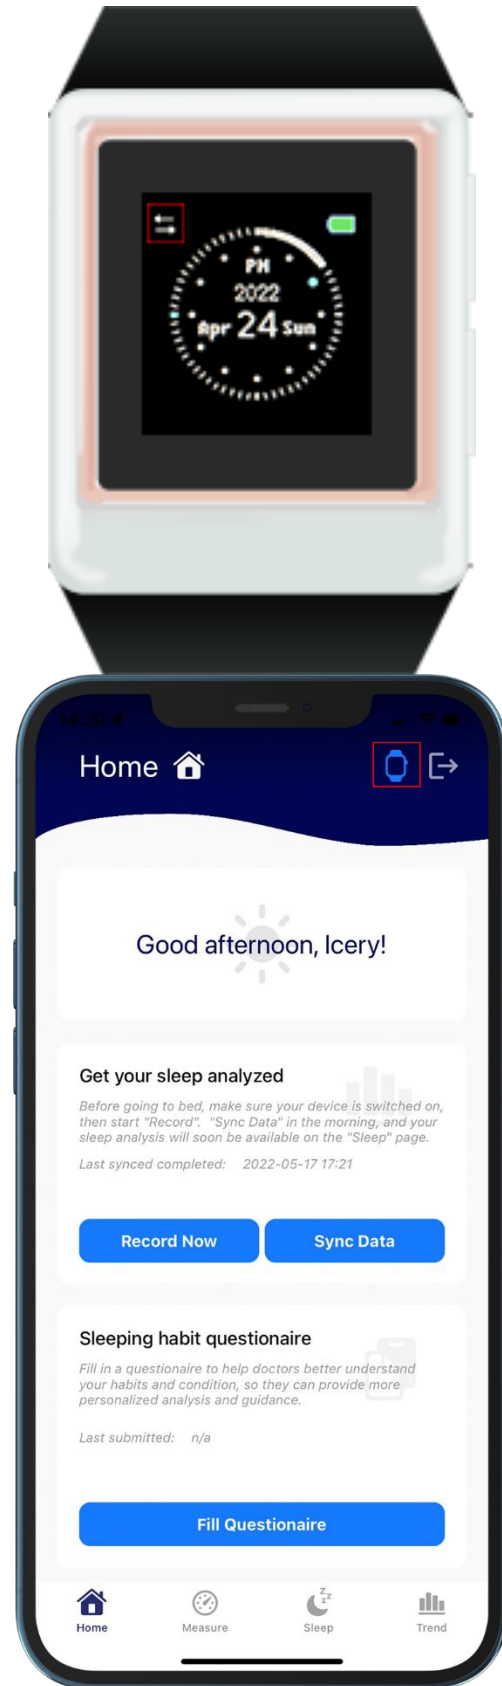 PM
2022
Apr 24 Sun
14:20
Home
Good afternoon, Icery!
Get your sleep analyzed
Before going to bed, make sure your device is switched on,
then start "Record". "Sync Data" in the morning, and your
sleep analysis will soon be available on the "Sleep" page.
Last synced completed: 2022-05-17 17:21
Record Now Sync Data
Sleeping habit questionaire
Fill in a questionaire to help doctors better understand
your habits and condition, so they can provide more
personalized analysis and guidance.
Last submitted: n/a
Fill Questionaire
Home Measure Sleep Trend